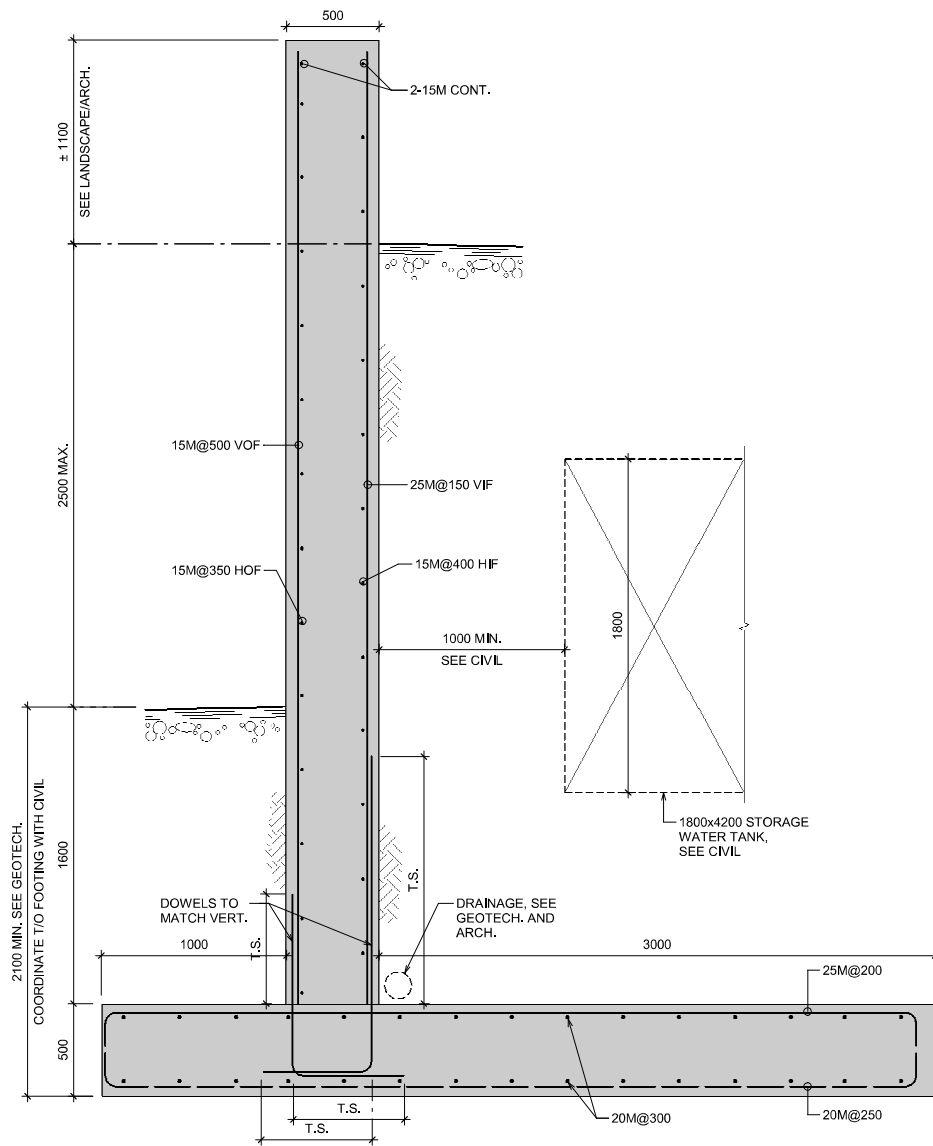 500
2-15M CONT.
± 1100
SEE LANDSCAPE/ARCH.
2500 MAX.
15M@500 VOF
25M@150 VIF
15M@350 HOF
15M@400 HIF
1000 MIN.
SEE CIVIL
1800
1800x4200 STORAGE
WATER TANK,
SEE CIVIL
2100 MIN. SEE GEOTECH.
COORDINATE T/O FOOTING WITH CIVIL
1600
T.S.
DOWELS TO
MATCH VERT.
T.S.
DRAINAGE, SEE
GEOTECH. AND
ARCH.
1000
3000
25M@200
500
T.S.
T.S.
20M@300
20M@250